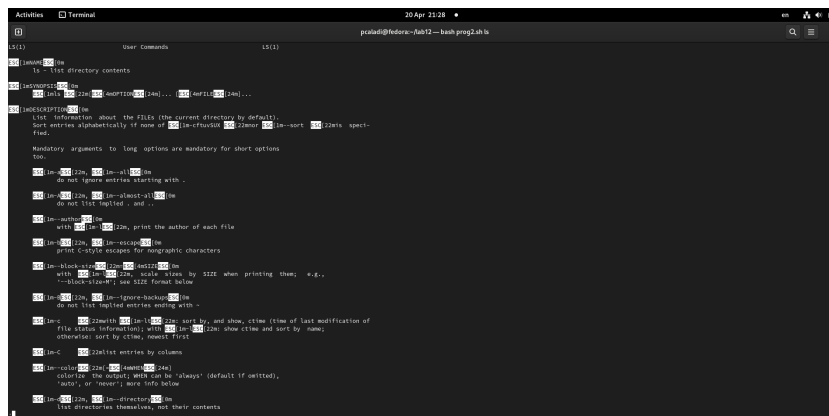 Activities Terminal 20 Apr 21:28 en
pcaladi@fedora:~/lab12 — bash prog2.sh ls
LS(1) User Commands LS(1)
ESC[1mNAMEESC[0m
ls - list directory contents
ESC[1mSYNOPSISESC[0m
ESC[1mls ESC[22m[ESC[4mOPTIONESC[24m]... [ESC[4mFILEESC[24m]...
ESC[1mDESCRIPTIONESC[0m
List information about the FILEs (the current directory by default).
Sort entries alphabetically if none of ESC[1m-cftuvSUX ESC[22mnor ESC[1m--sort ESC[22mis speci-
fied.
Mandatory arguments to long options are mandatory for short options
too.
ESC[1m-aESC[22m, ESC[1m--allESC[0m
do not ignore entries starting with .
ESC[1m-AESC[22m, ESC[1m--almost-allESC[0m
do not list implied . and ..
ESC[1m--authorESC[0m
with ESC[1m-lESC[22m, print the author of each file
ESC[1m-bESC[22m, ESC[1m--escapeESC[0m
print C-style escapes for nongraphic characters
ESC[1m--block-sizeESC[22m=ESC[4mSIZEESC[0m
with ESC[1m-lESC[22m, scale sizes by SIZE when printing them; e.g.,
'--block-size=M'; see SIZE format below
ESC[1m-BESC[22m, ESC[1m--ignore-backupsESC[0m
do not list implied entries ending with ~
ESC[1m-c ESC[22mwith ESC[1m-ltESC[22m: sort by, and show, ctime (time of last modification of
file status information); with ESC[1m-lESC[22m: show ctime and sort by name;
otherwise: sort by ctime, newest first
ESC[1m-C ESC[22mlist entries by columns
ESC[1m--colorESC[22m[=ESC[4mWHENESC[24m]
colorize the output; WHEN can be 'always' (default if omitted),
'auto', or 'never'; more info below
ESC[1m-dESC[22m, ESC[1m--directoryESC[0m
list directories themselves, not their contents